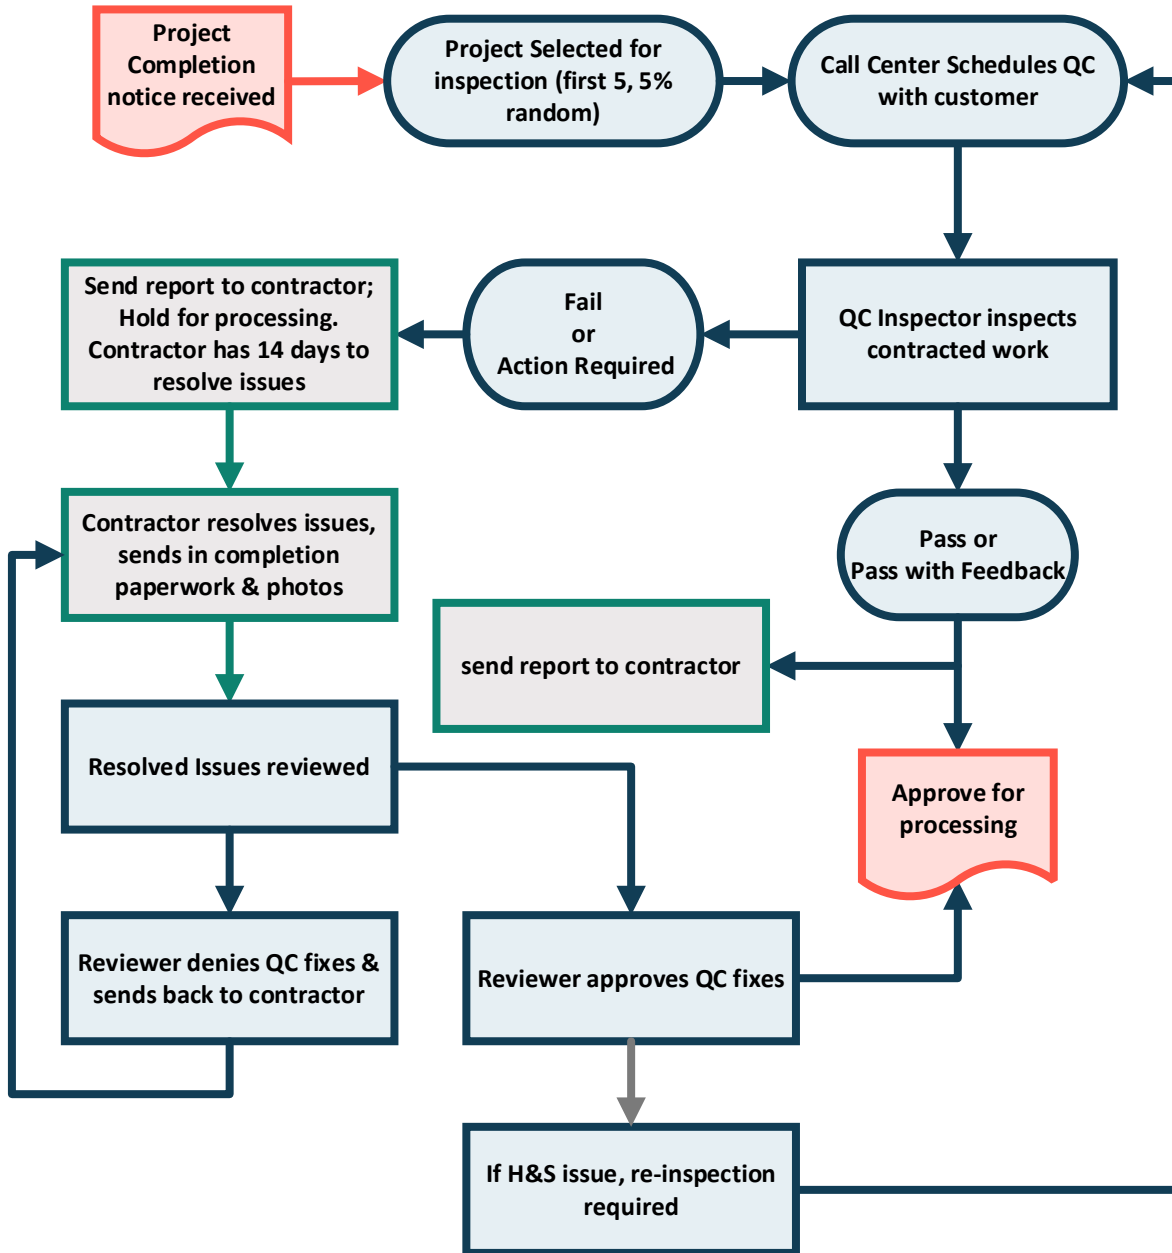 Project
Completion
notice received
Project Selected for
inspection (first 5, 5%
random)
Call Center Schedules QC
with customer
Send report to contractor;
Hold for processing.
Contractor has 14 days to
resolve issues
Fail
or
Action Required
QC Inspector inspects
contracted work
Contractor resolves issues,
sends in completion
paperwork & photos
Pass or
Pass with Feedback
send report to contractor
Resolved Issues reviewed
Approve for
processing
Reviewer denies QC fixes &
sends back to contractor
Reviewer approves QC fixes
If H&S issue, re-inspection
required